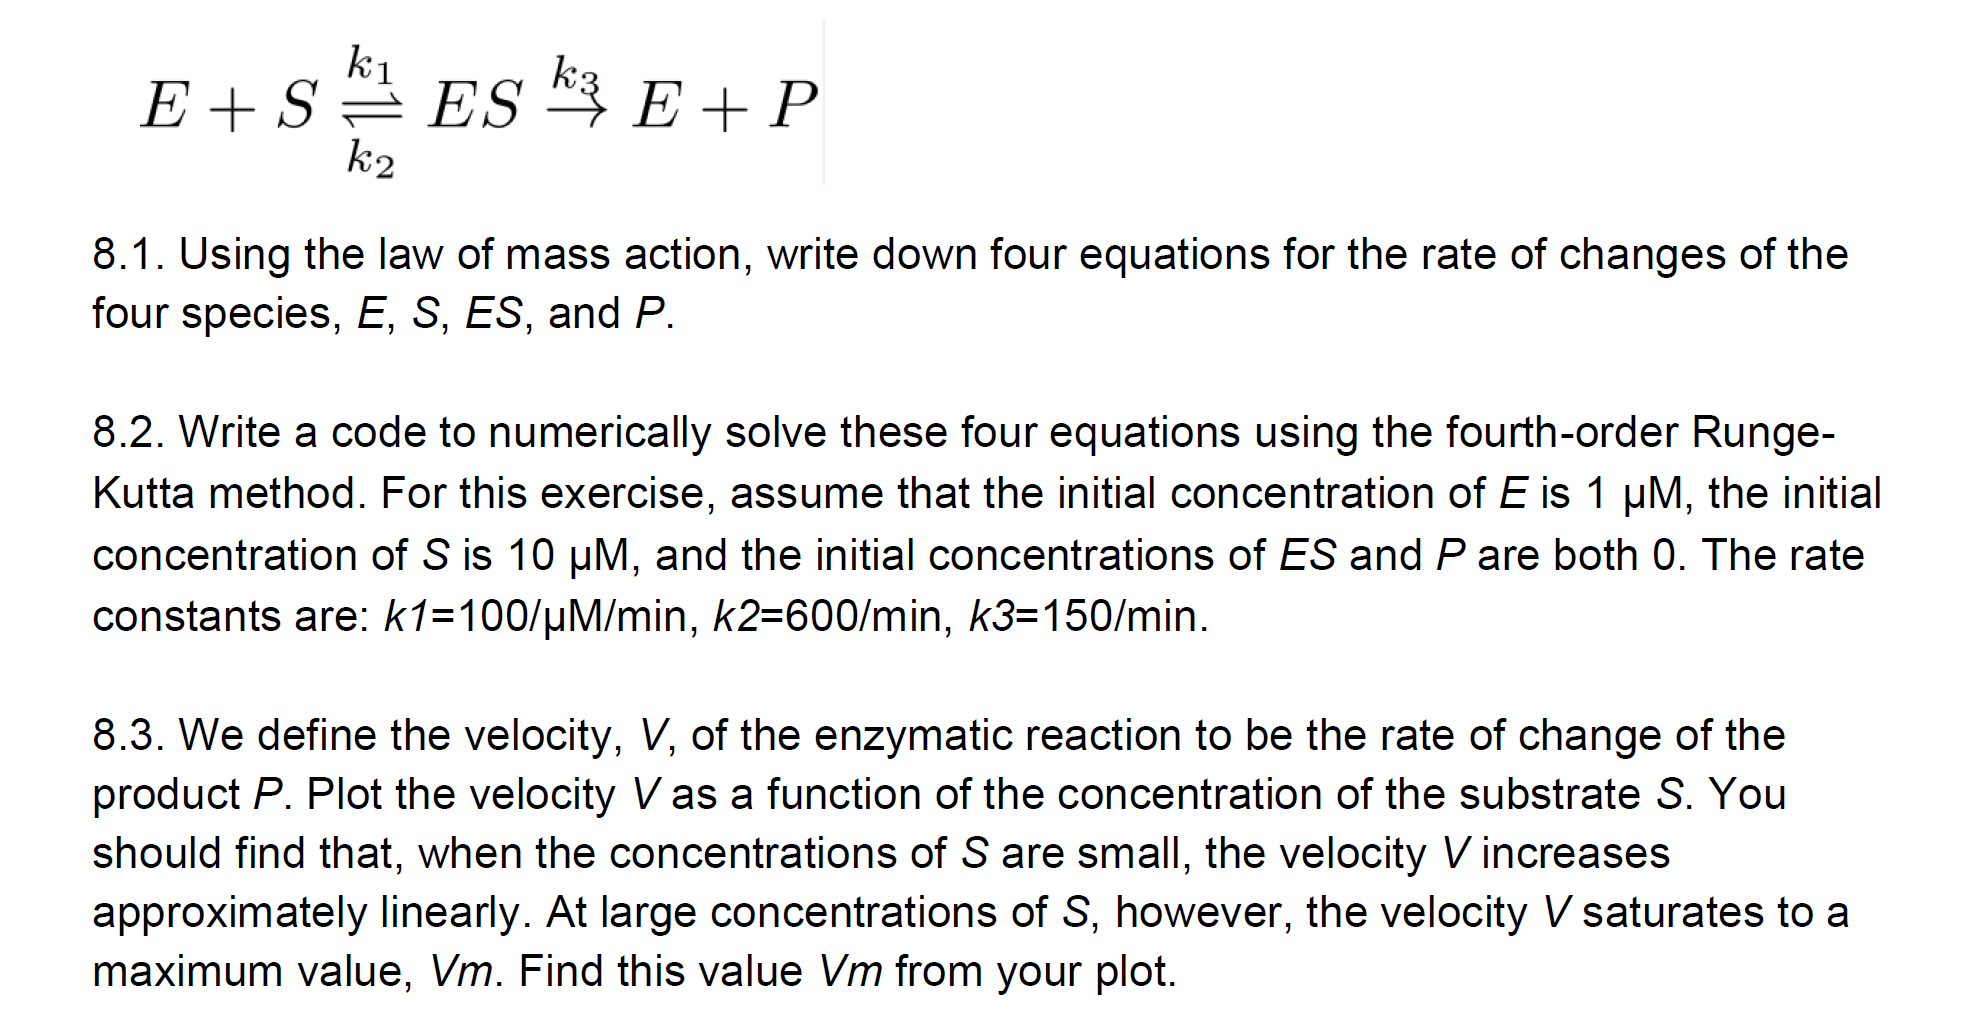 E + S k1 ⇌ k2 ES k3 → E + P
8.1. Using the law of mass action, write down four equations for the rate of changes of the
four species, E, S, ES, and P.
8.2. Write a code to numerically solve these four equations using the fourth-order Runge-
Kutta method. For this exercise, assume that the initial concentration of E is 1 μM, the initial
concentration of S is 10 μM, and the initial concentrations of ES and P are both 0. The rate
constants are: k1=100/μM/min, k2=600/min, k3=150/min.
8.3. We define the velocity, V, of the enzymatic reaction to be the rate of change of the
product P. Plot the velocity V as a function of the concentration of the substrate S. You
should find that, when the concentrations of S are small, the velocity V increases
approximately linearly. At large concentrations of S, however, the velocity V saturates to a
maximum value, Vm. Find this value Vm from your plot.